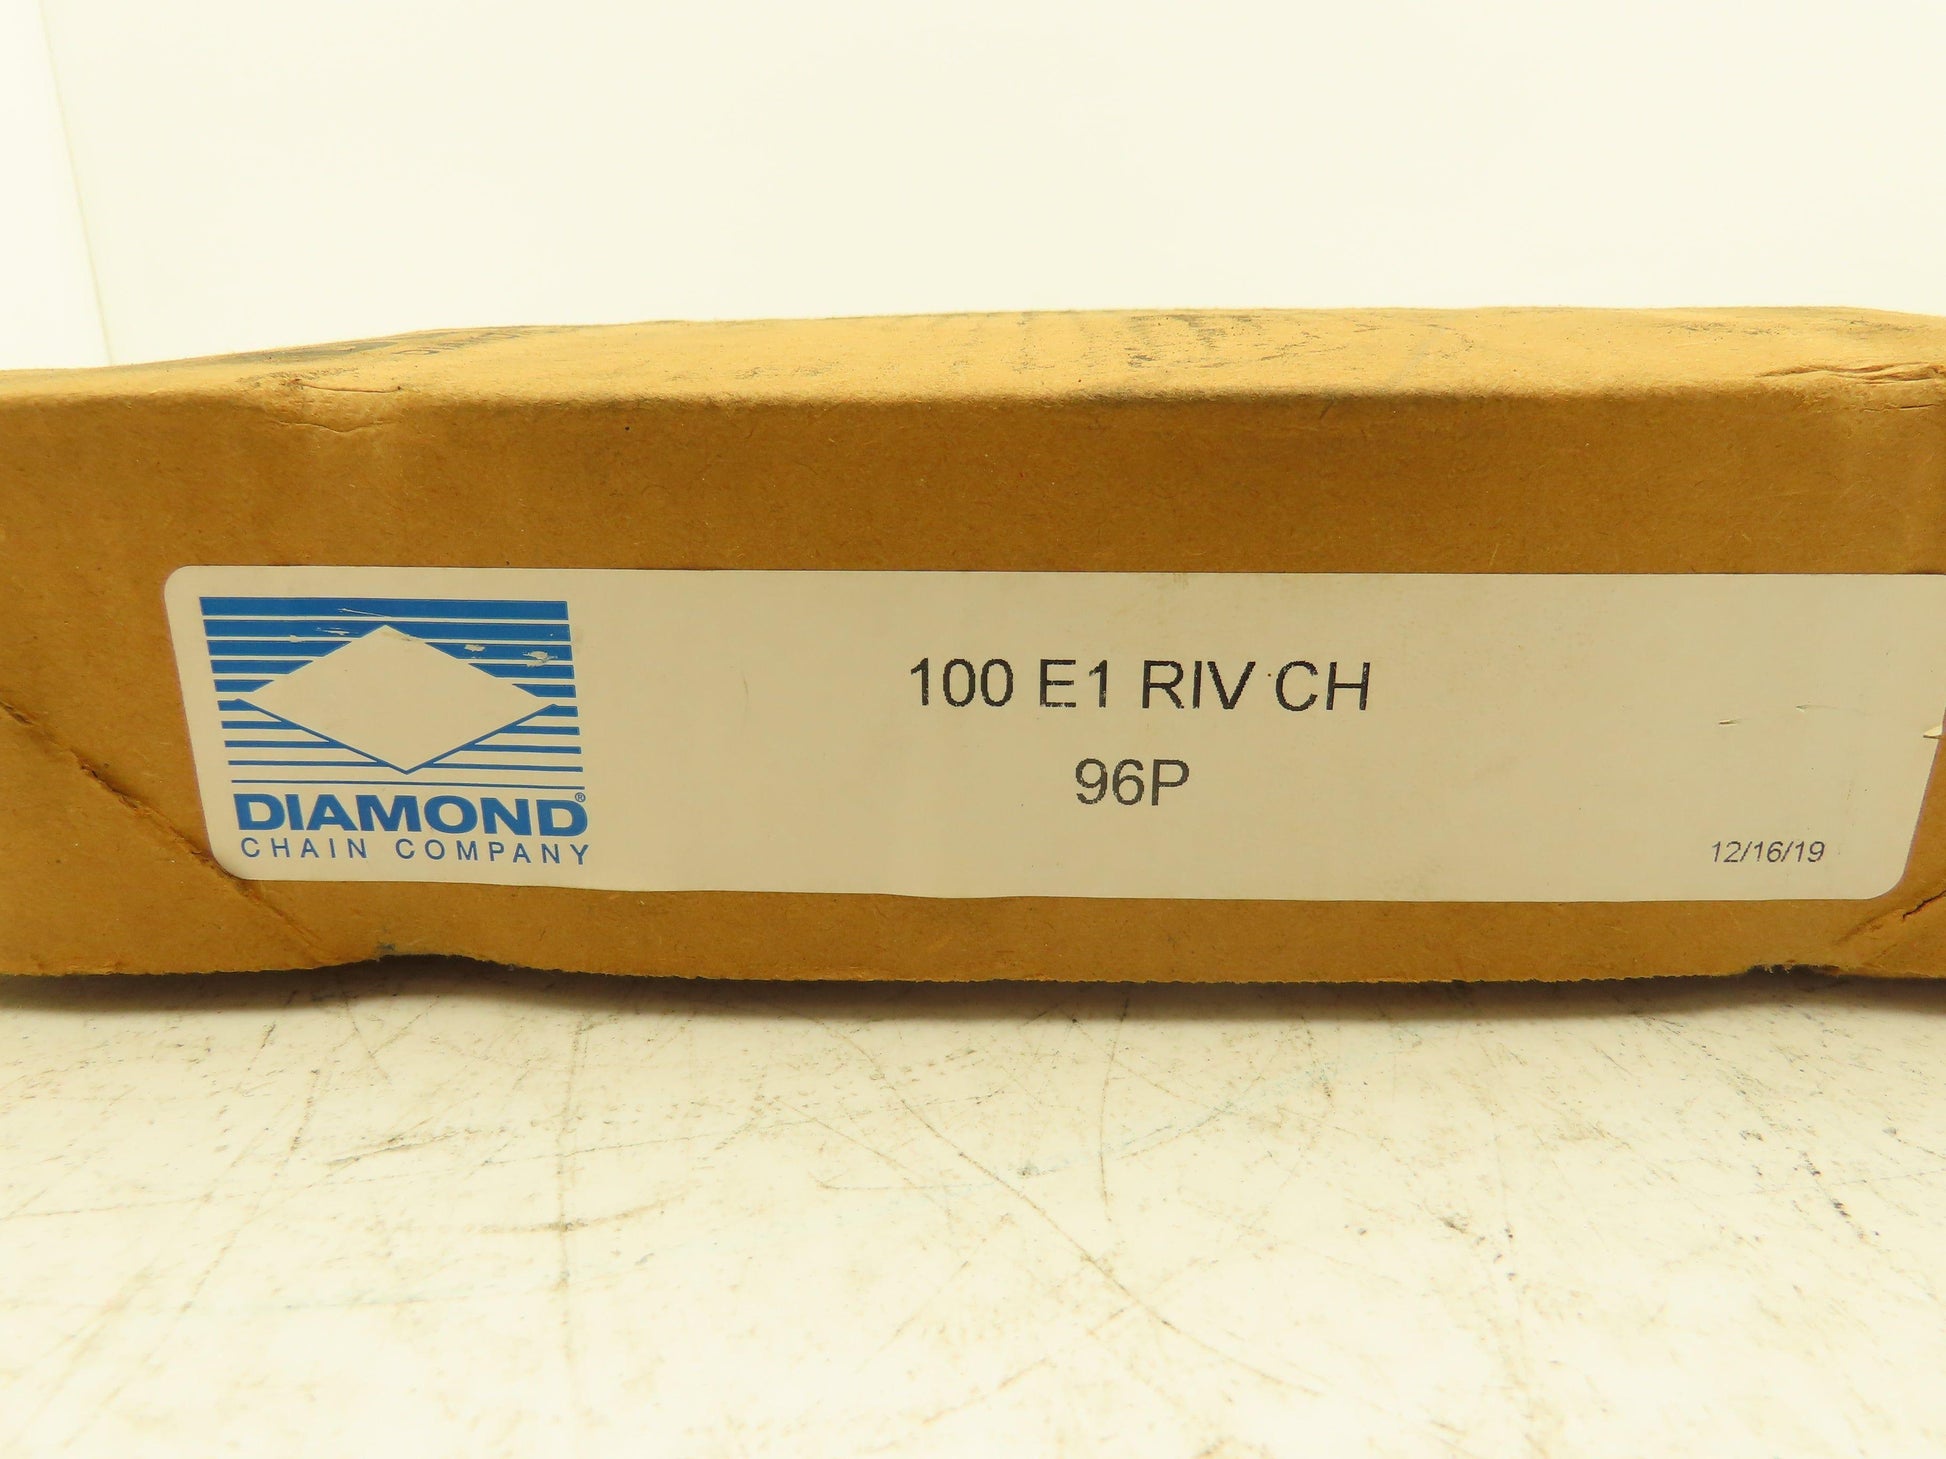 DIAMOND®
CHAIN COMPANY
100 E1 RIV CH
96P
12/16/19